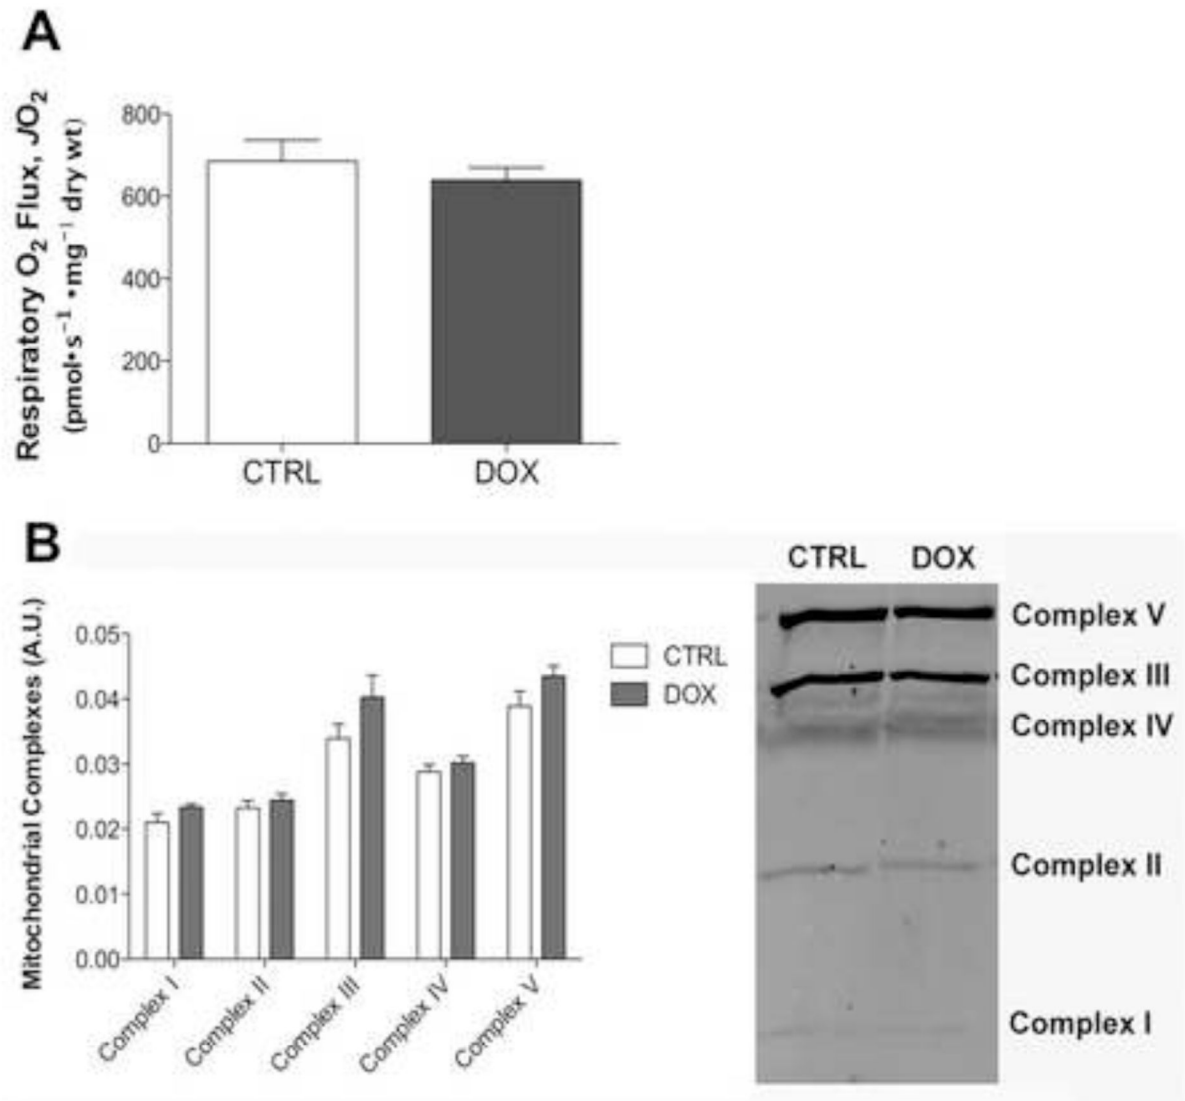 A
Respiratory O₂ Flux, JO₂
(pmol•s⁻¹ •mg⁻¹ dry wt)
800
600
400
200
0
CTRL
DOX
B
Mitochondrial Complexes (A.U.)
0.05
0.04
0.03
0.02
0.01
0.00
Complex I
Complex II
Complex III
Complex IV
Complex V
CTRL
DOX
CTRL DOX
Complex V
Complex III
Complex IV
Complex II
Complex I